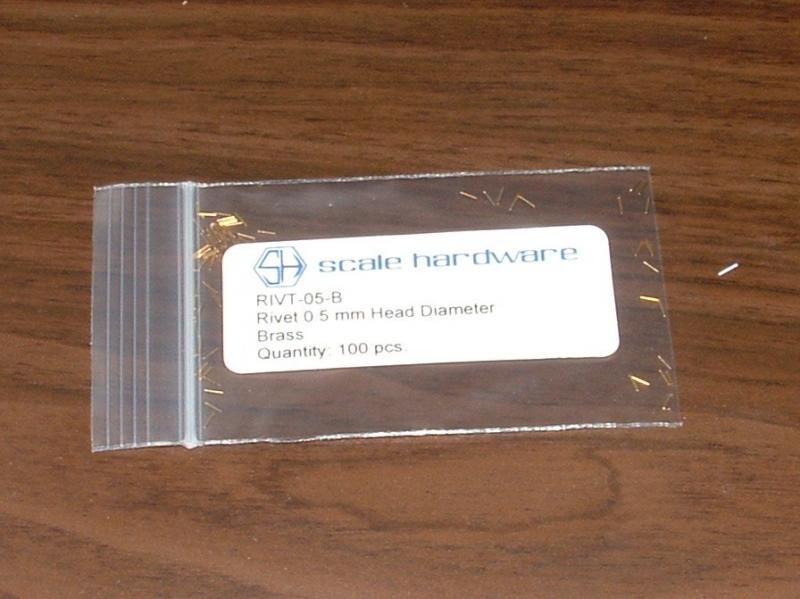 SH scale hardware
RIVT-05-B
Rivet 0.5 mm Head Diameter
Brass
Quantity: 100 pcs.